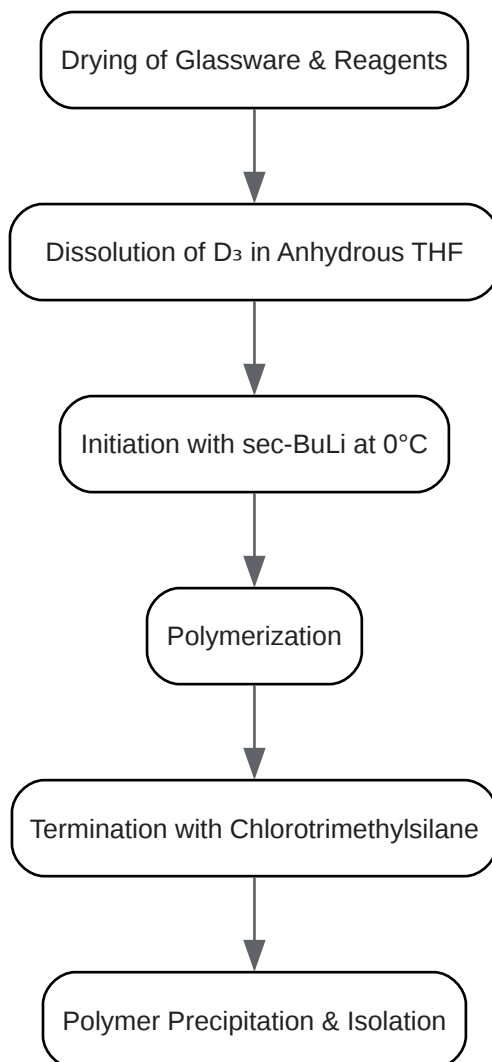 Drying of Glassware & Reagents
Dissolution of D₃ in Anhydrous THF
Initiation with sec-BuLi at 0°C
Polymerization
Termination with Chlorotrimethylsilane
Polymer Precipitation & Isolation